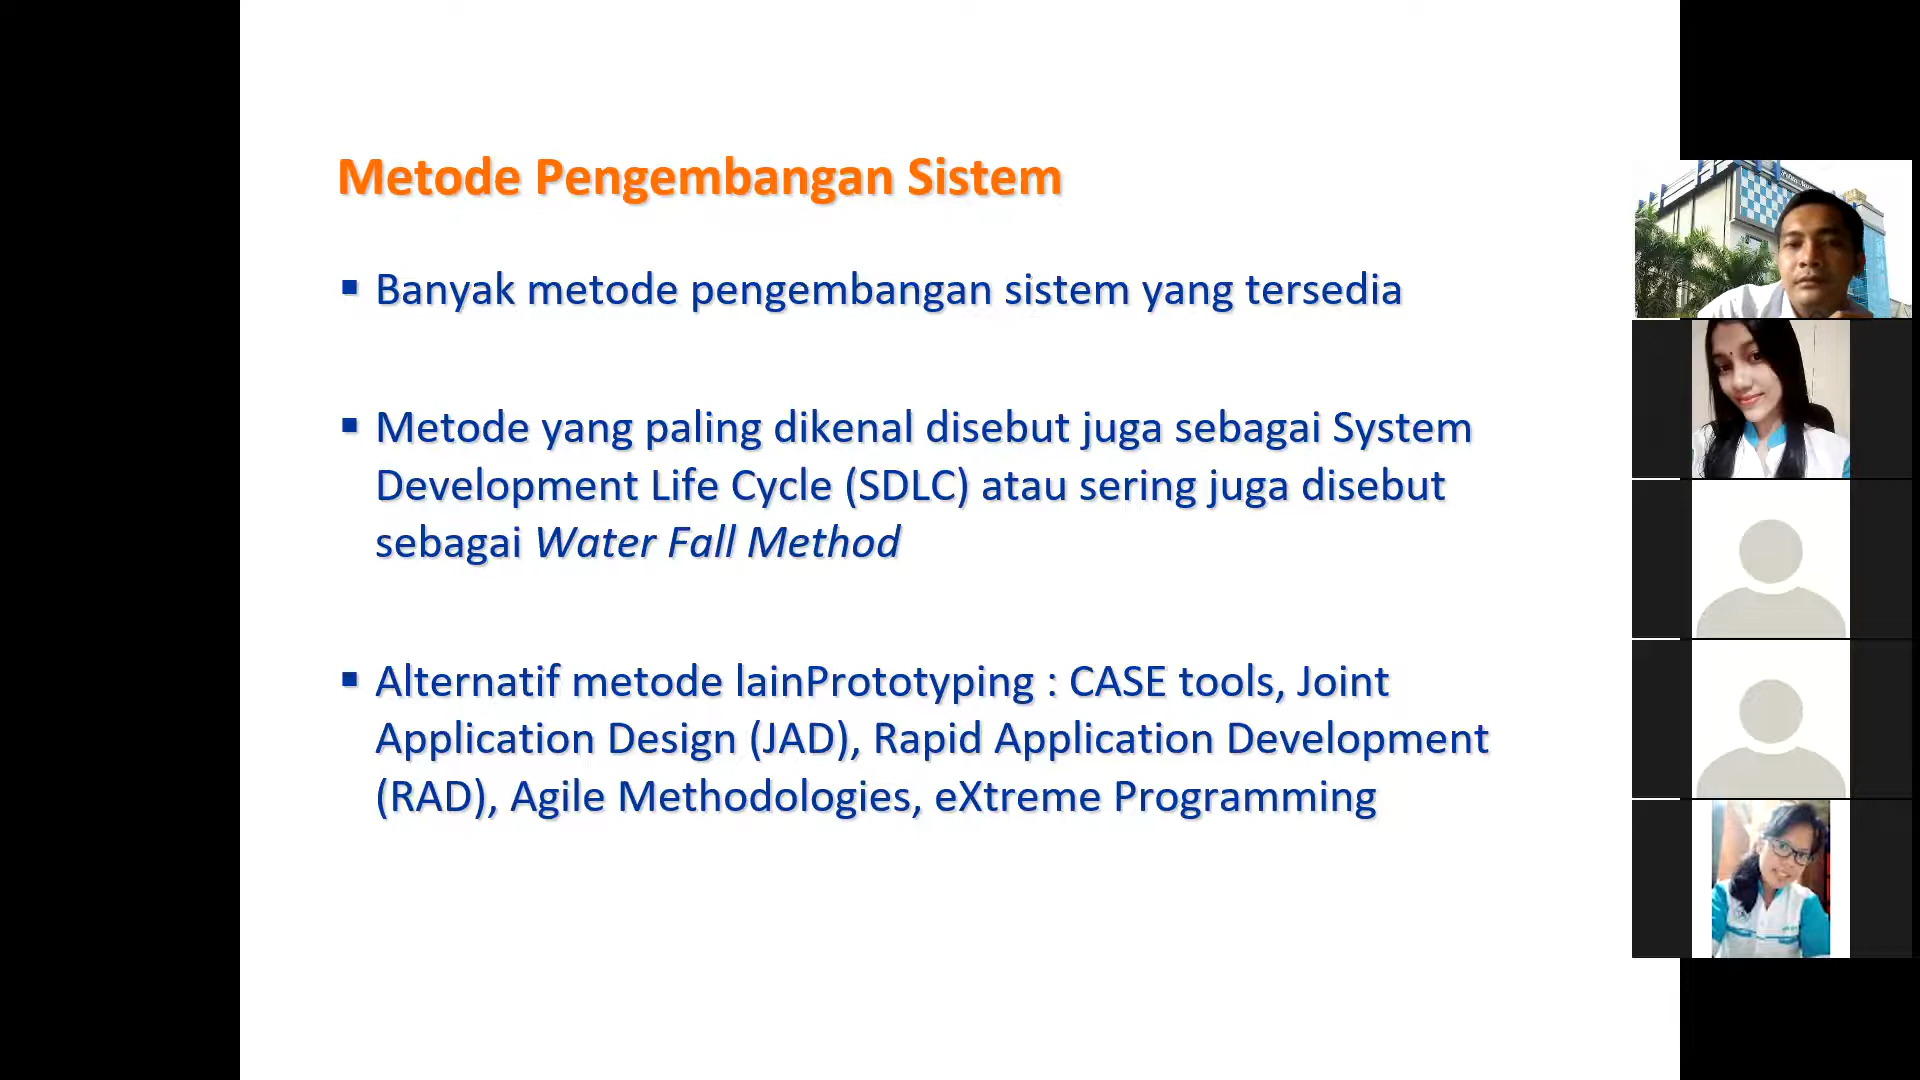 Metode Pengembangan Sistem
▪ Banyak metode pengembangan sistem yang tersedia
▪ Metode yang paling dikenal disebut juga sebagai System
Development Life Cycle (SDLC) atau sering juga disebut
sebagai Water Fall Method
▪ Alternatif metode lainPrototyping : CASE tools, Joint
Application Design (JAD), Rapid Application Development
(RAD), Agile Methodologies, eXtreme Programming